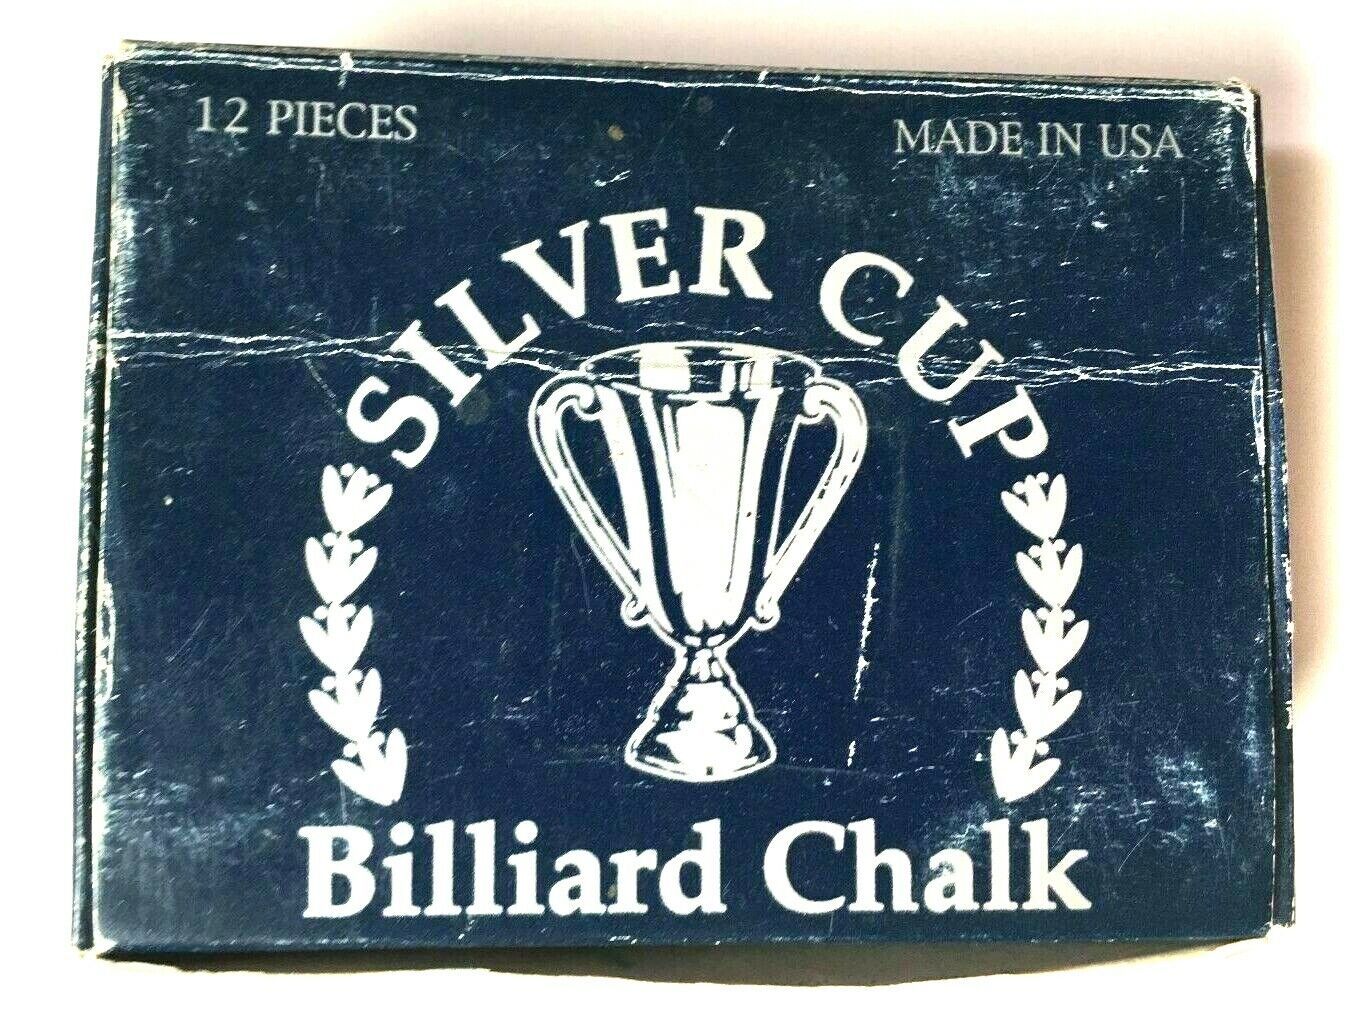 12 PIECES
MADE IN USA
SILVER CUP
Billiard Chalk